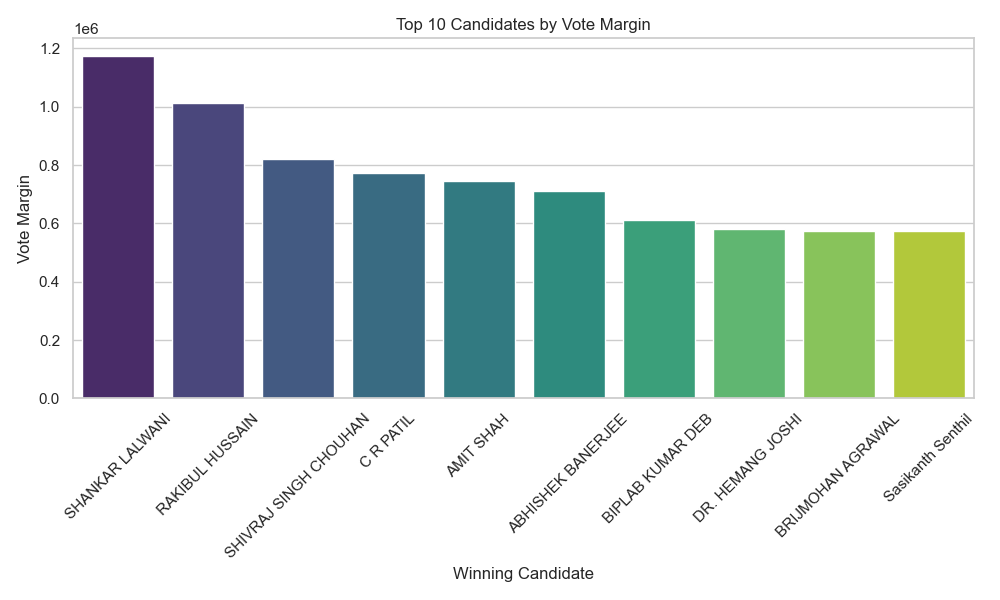 Top 10 Candidates by Vote Margin
1e6
1.2
1.0
0.8
0.6
0.4
0.2
0.0
Vote Margin
SHANKAR LALWANI
RAKIBUL HUSSAIN
SHIVRAJ SINGH CHOUHAN
C R PATIL
AMIT SHAH
ABHISHEK BANERJEE
BIPLAB KUMAR DEB
DR. HEMANG JOSHI
BRIJMOHAN AGRAWAL
Sasikanth Senthil
Winning Candidate